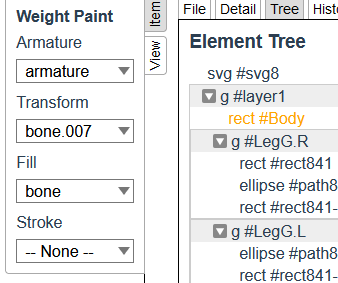 Weight Paint
Armature
armature
Transform
bone.007
Fill
bone
Stroke
-- None --
Item
View
File
Detail
Tree
Element Tree
svg #svg8
g #layer1
rect #Body
g #LegG.R
rect #rect841
ellipse #path8
rect #rect841-
g #LegG.L
ellipse #path8
rect #rect841-